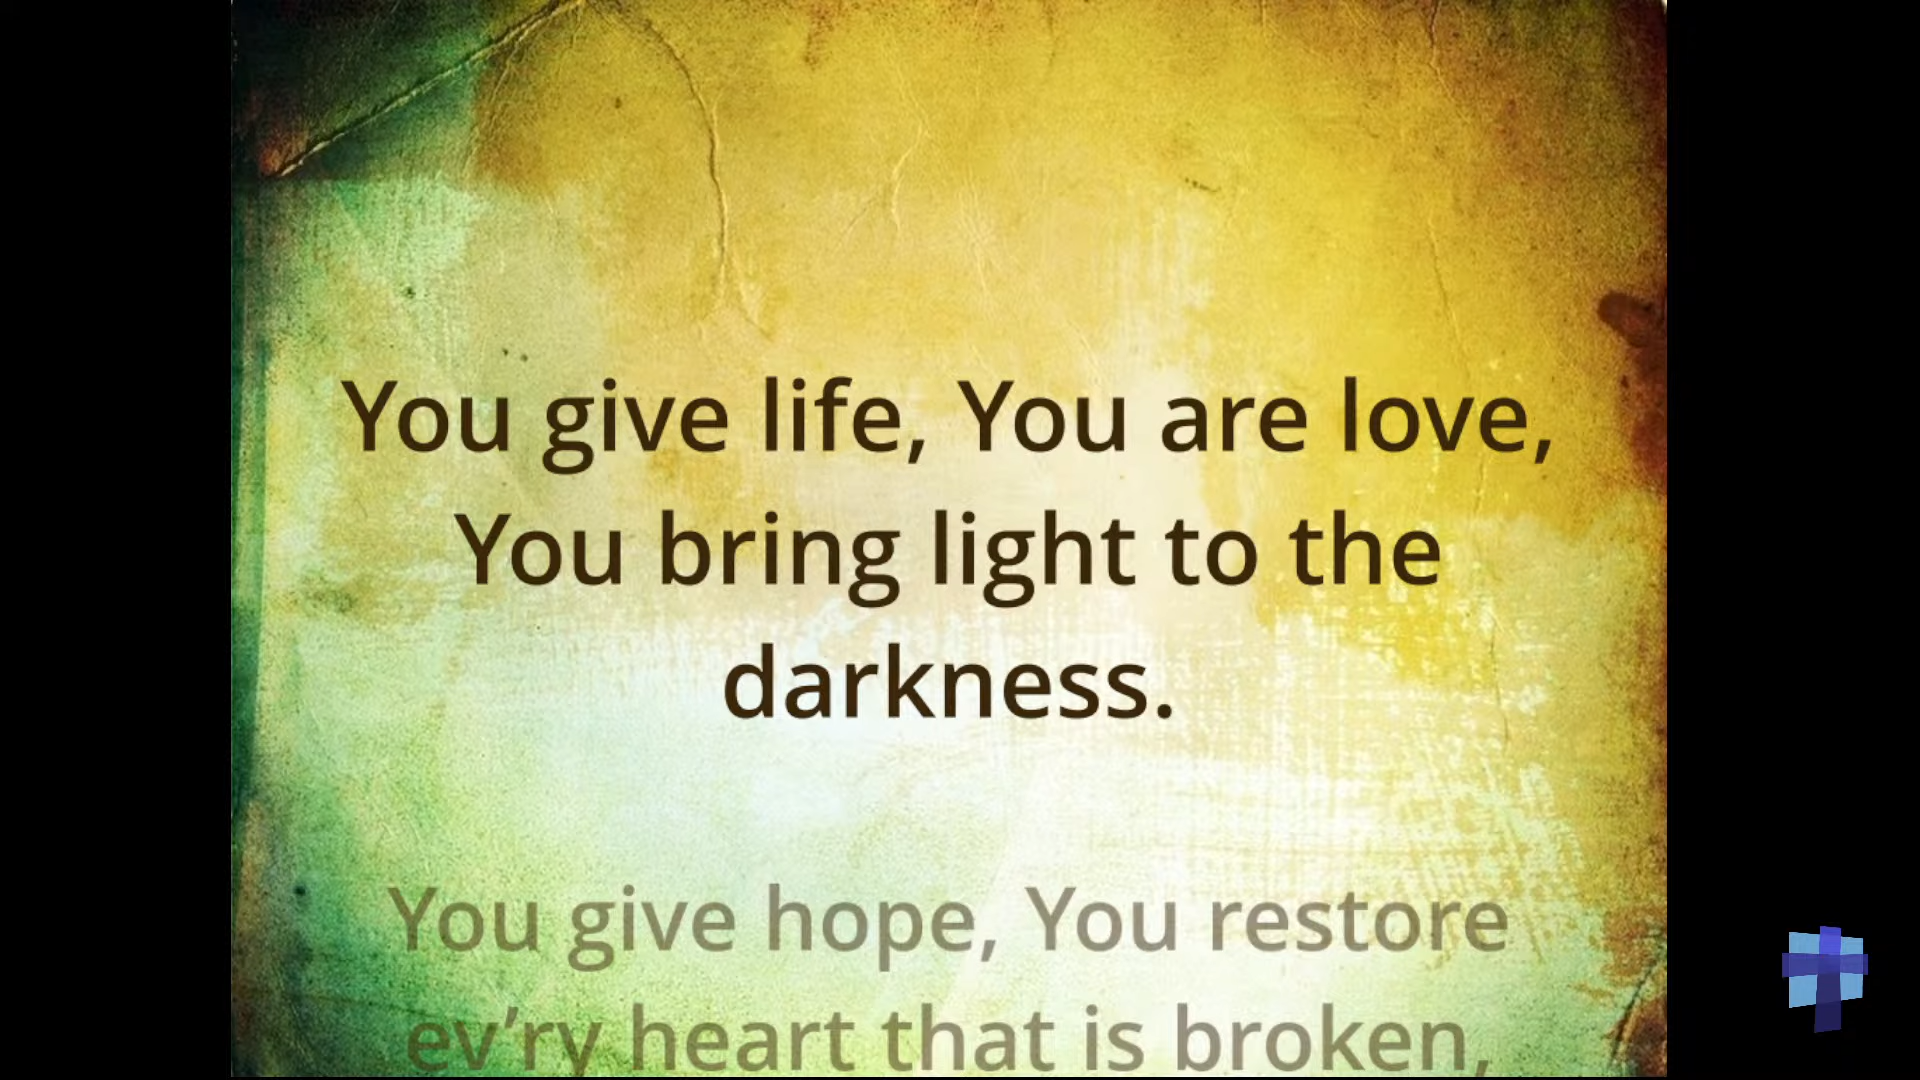 You give life, You are love,
You bring light to the
darkness.
You give hope, You restore
ev’ry heart that is broken,